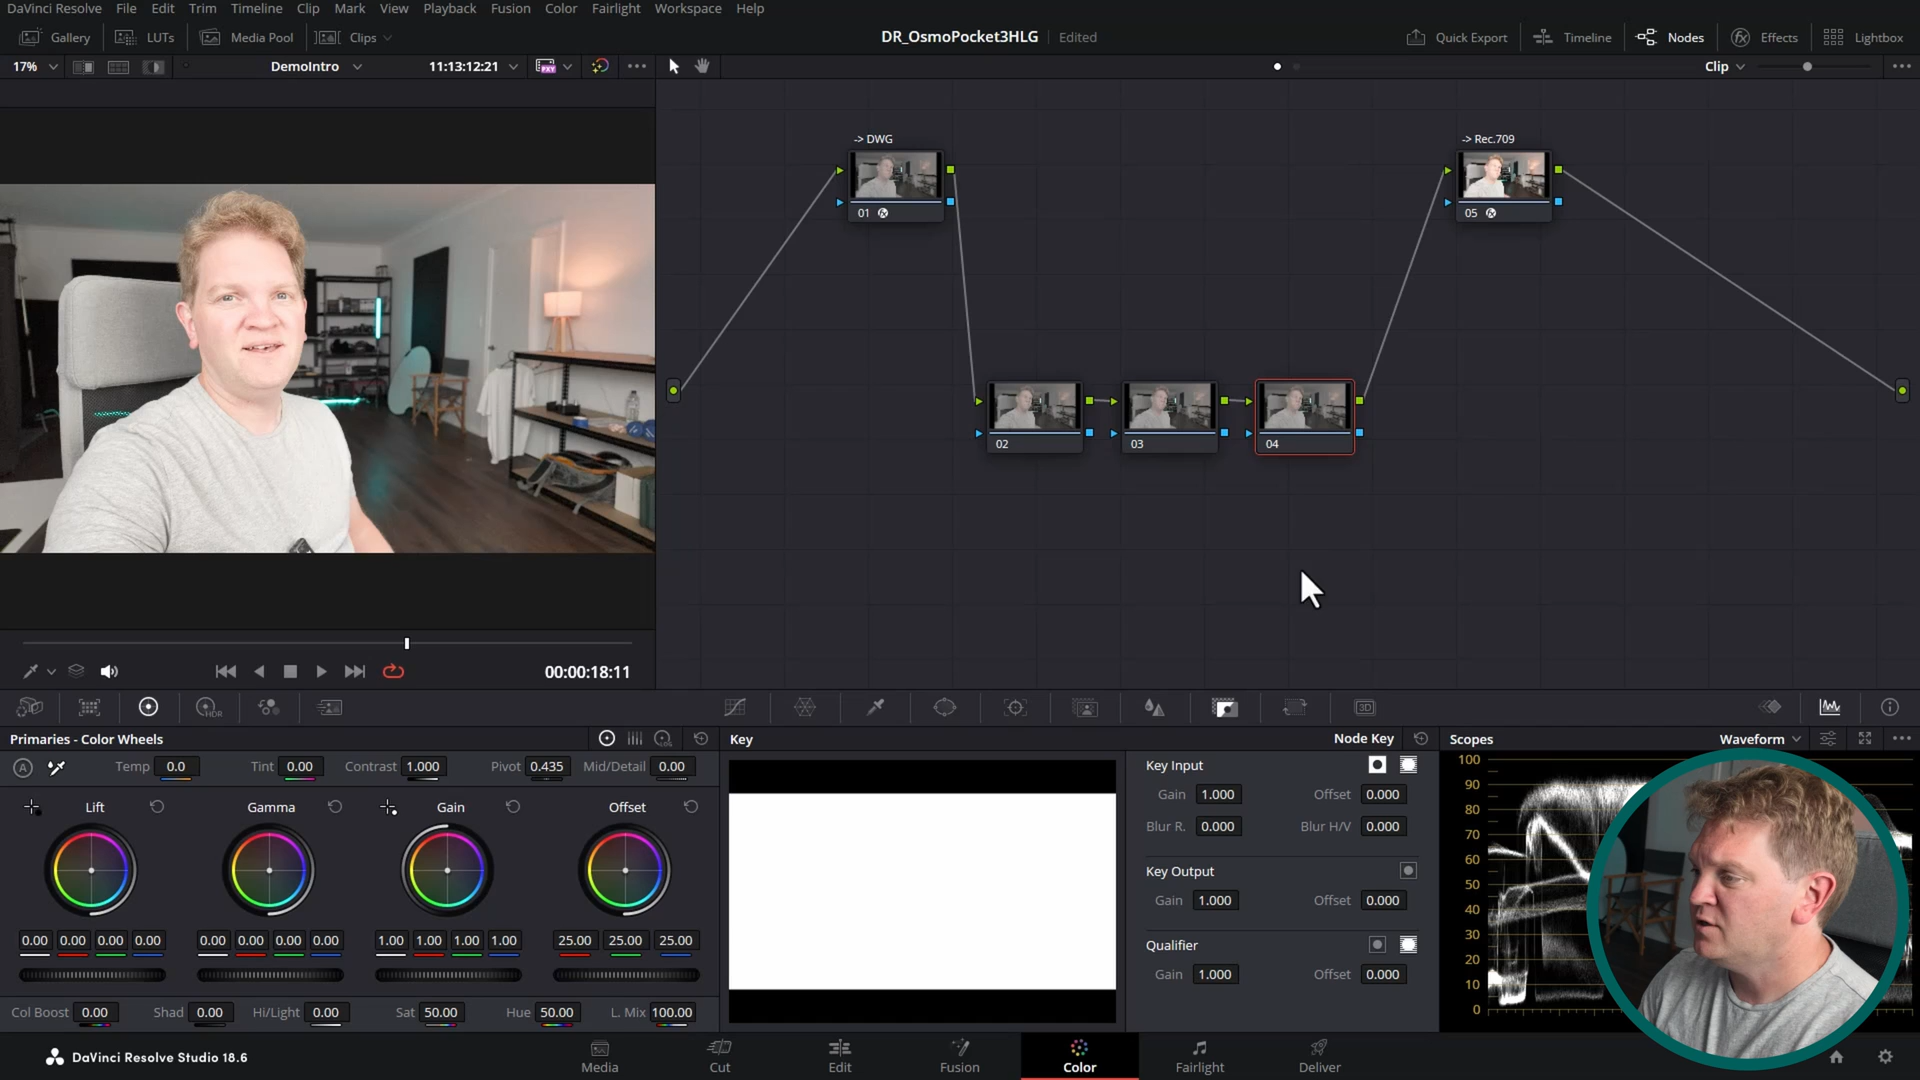 DaVinci Resolve File Edit Trim Timeline Clip Mark View Playback Fusion Color Fairlight Workspace Help
Gallery LUTs Media Pool Clips DR_OsmoPocket3HLG Edited Quick Export Timeline Nodes Effects Lightbox
17% DemoIntro 11:13:12:21 PXY Clip
-> DWG -> Rec.709
01 05
02 03 04
00:00:18:11
HDR 3D
Primaries - Color Wheels Key Node Key Scopes Waveform
A Temp 0.0 Tint 0.00 Contrast 1.000 Pivot 0.435 Mid/Detail 0.00
Lift Gamma Gain Offset
0.00 0.00 0.00 0.00 0.00 0.00 0.00 0.00 1.00 1.00 1.00 1.00 25.00 25.00 25.00
Col Boost 0.00 Shad 0.00 Hi/Light 0.00 Sat 50.00 Hue 50.00 L. Mix 100.00
Key Input
Gain 1.000 Offset 0.000
Blur R. 0.000 Blur H/V 0.000
Key Output
Gain 1.000 Offset 0.000
Qualifier
Gain 1.000 Offset 0.000
100
90
80
70
60
50
40
30
20
10
0
DaVinci Resolve Studio 18.6 Media Cut Edit Fusion Color Fairlight Deliver